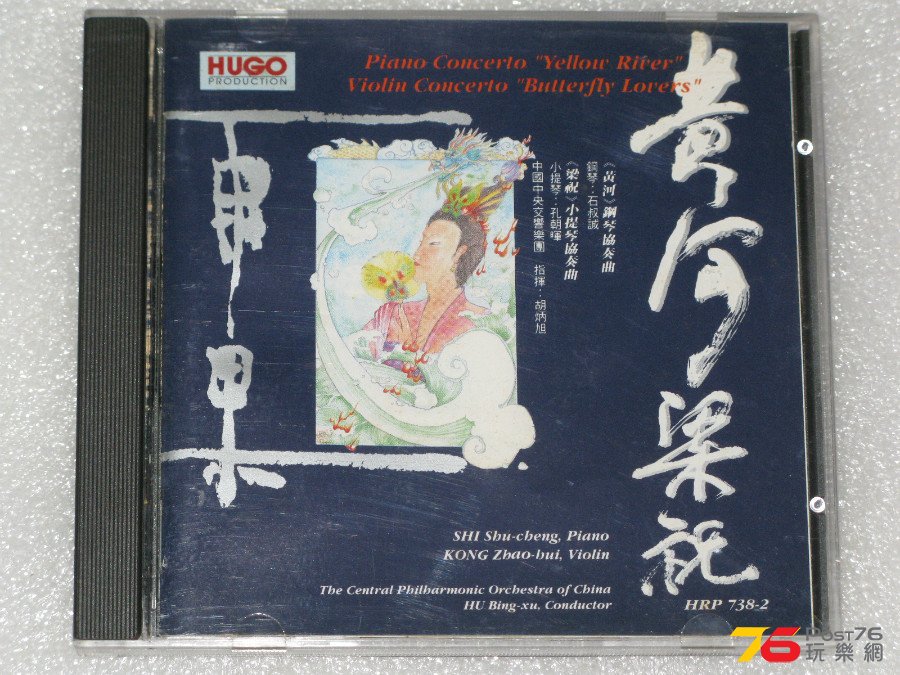 HUGO
PRODUCTION
Piano Concerto "Yellow River"
Violin Concerto "Butterfly Lovers"
黄河梁祝
《黃河》鋼琴協奏曲
鋼琴：石叔誠
《梁祝》小提琴協奏曲
小提琴：孔朝暉
中國中央交響樂團 指揮：胡炳旭
SHI Shu-cheng, Piano
KONG Zhao-hui, Violin
The Central Philharmonic Orchestra of China
HU Bing-xu, Conductor
HRP 738-2
76 POST76
玩樂網